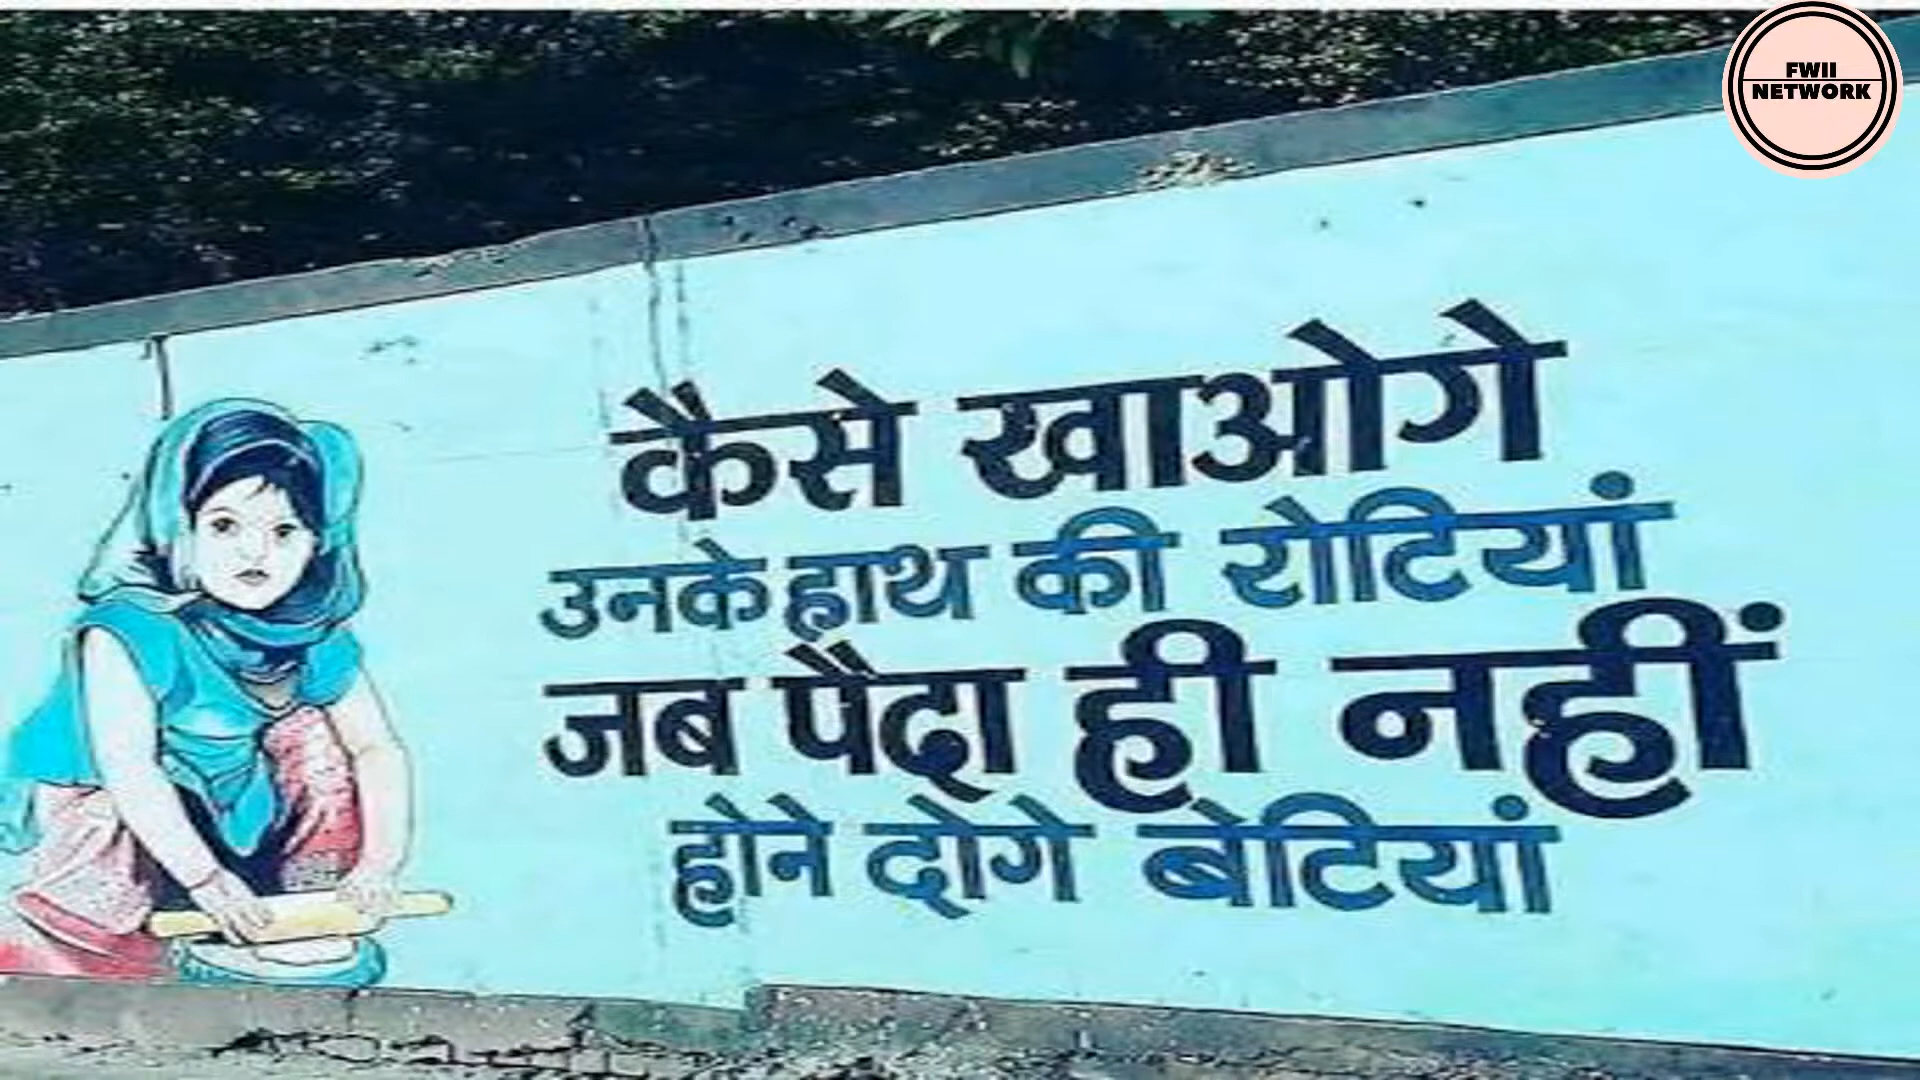 FWII
NETWORK
कैसे खाओगे
उनके हाथ की रोटियां
जब पैदा ही नहीं
होने दोगे बेटियां